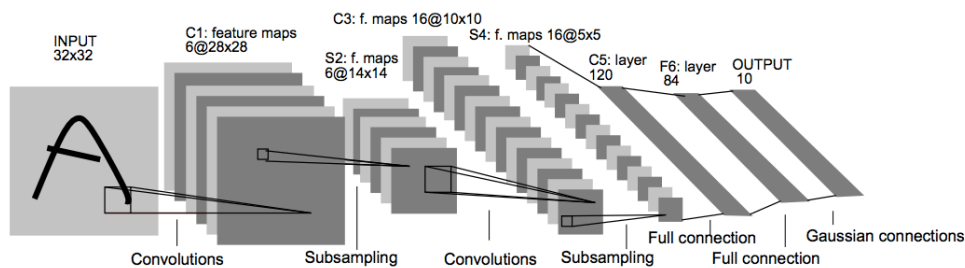 INPUT
32x32
C1: feature maps
6@28x28
S2: f. maps
6@14x14
C3: f. maps 16@10x10
S4: f. maps 16@5x5
C5: layer
120
F6: layer
84
OUTPUT
10
Convolutions
Subsampling
Convolutions
Subsampling
Full connection
Full connection
Gaussian connections
A